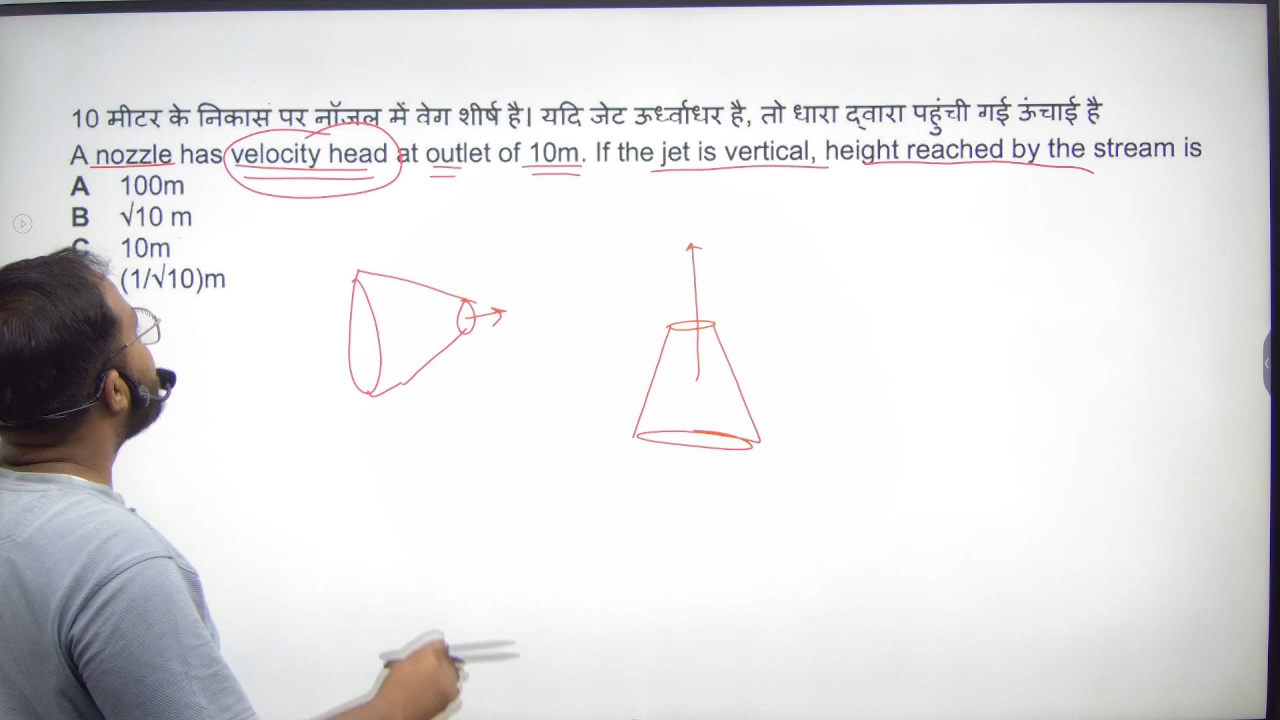 10 मीटर के निकास पर नॉजल में वेग शीर्ष है। यदि जेट ऊर्ध्वाधर है, तो धारा द्वारा पहुंची गई ऊंचाई है
A nozzle has velocity head at outlet of 10m. If the jet is vertical, height reached by the stream is
A 100m
B √10 m
C 10m
(1/√10)m